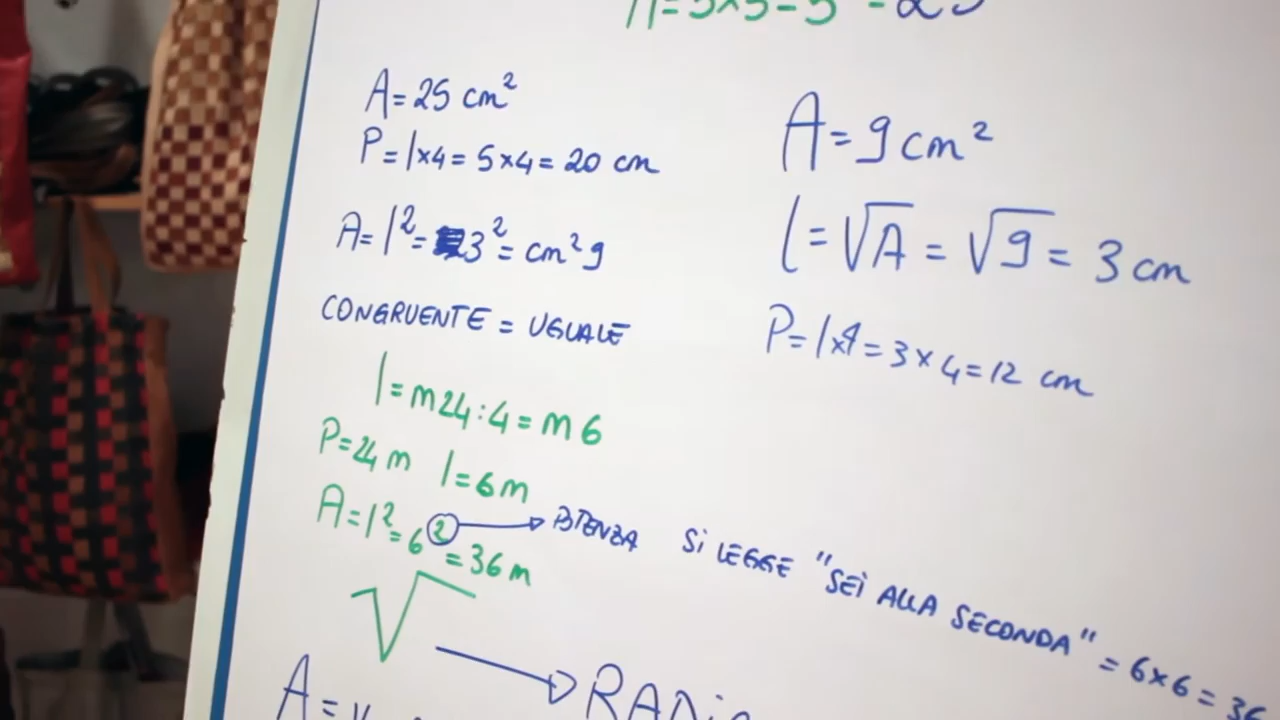 A = 25 cm²
P = l x 4 = 5 x 4 = 20 cm
A = l² = 3² = cm² 9
CONGRUENTE = UGUALE
l = m 24 : 4 = m 6
P = 24 m l = 6 m
A = l² = 6² = 36 m → POTENZA SI LEGGE "SEI ALLA SECONDA" = 6 x 6 = 36
√ →
A =
A = 9 cm²
l = √A = √9 = 3 cm
P = l x 4 = 3 x 4 = 12 cm